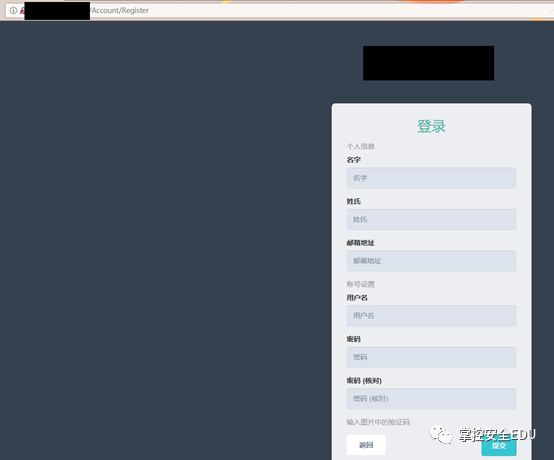 /Account/Register
登录
个人信息
名字
名字
姓氏
姓氏
邮箱地址
邮箱地址
账号设置
用户名
用户名
密码
密码
密码 (核对)
密码 (核对)
输入图片中的验证码
返回
提交
掌控安全EDU